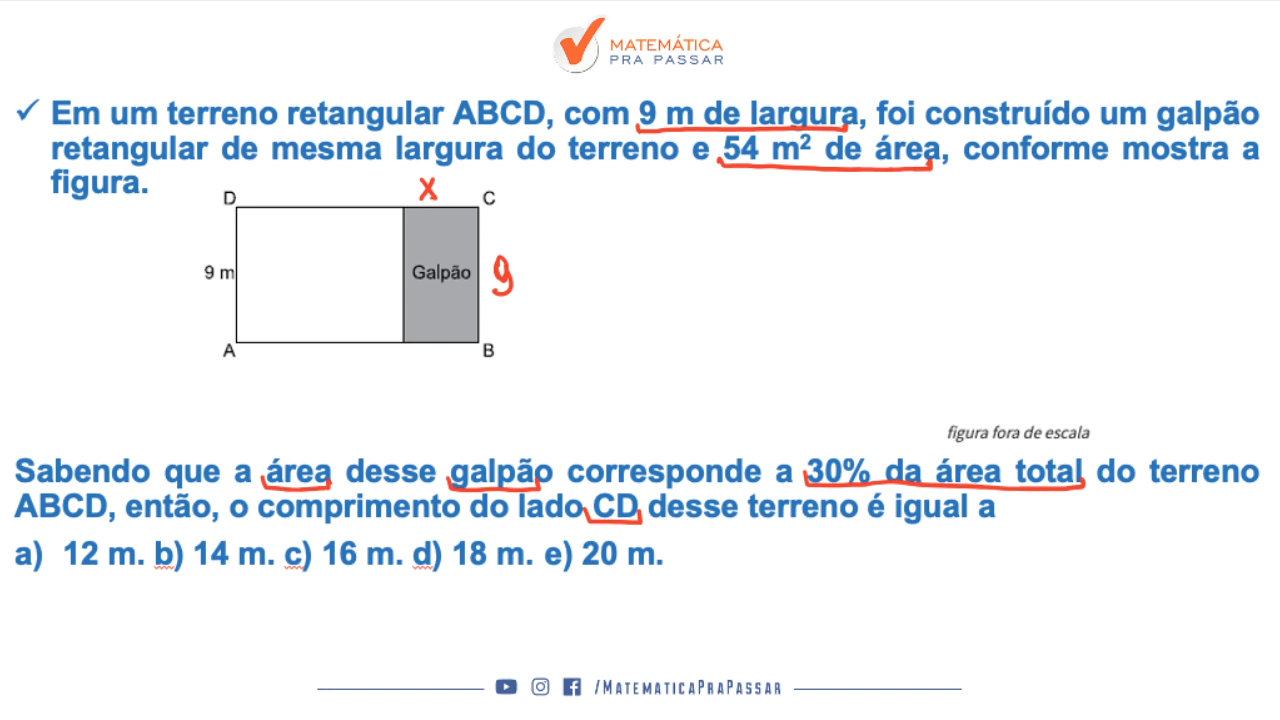 MATEMÁTICA
PRA PASSAR
✓ Em um terreno retangular ABCD, com 9 m de largura, foi construído um galpão
retangular de mesma largura do terreno e 54 m² de área, conforme mostra a
figura.
D x C
9 m Galpão 9
A B
figura fora de escala
Sabendo que a área desse galpão corresponde a 30% da área total do terreno
ABCD, então, o comprimento do lado CD desse terreno é igual a
a) 12 m. b) 14 m. c) 16 m. d) 18 m. e) 20 m.
/MATEMATICAPRAPASSAR